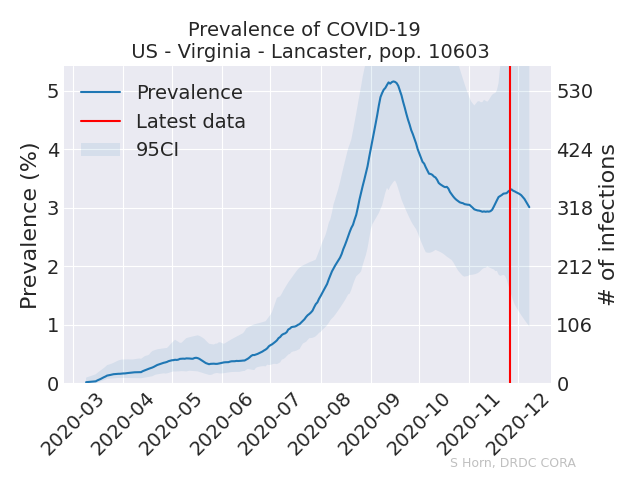 Prevalence of COVID-19
US - Virginia - Lancaster, pop. 10603
Prevalence (%)
5
4
3
2
1
0
Prevalence
Latest data
95CI
530
424
318
212
106
0
# of infections
2020-03
2020-04
2020-05
2020-06
2020-07
2020-08
2020-09
2020-10
2020-11
2020-12
S Horn, DRDC CORA